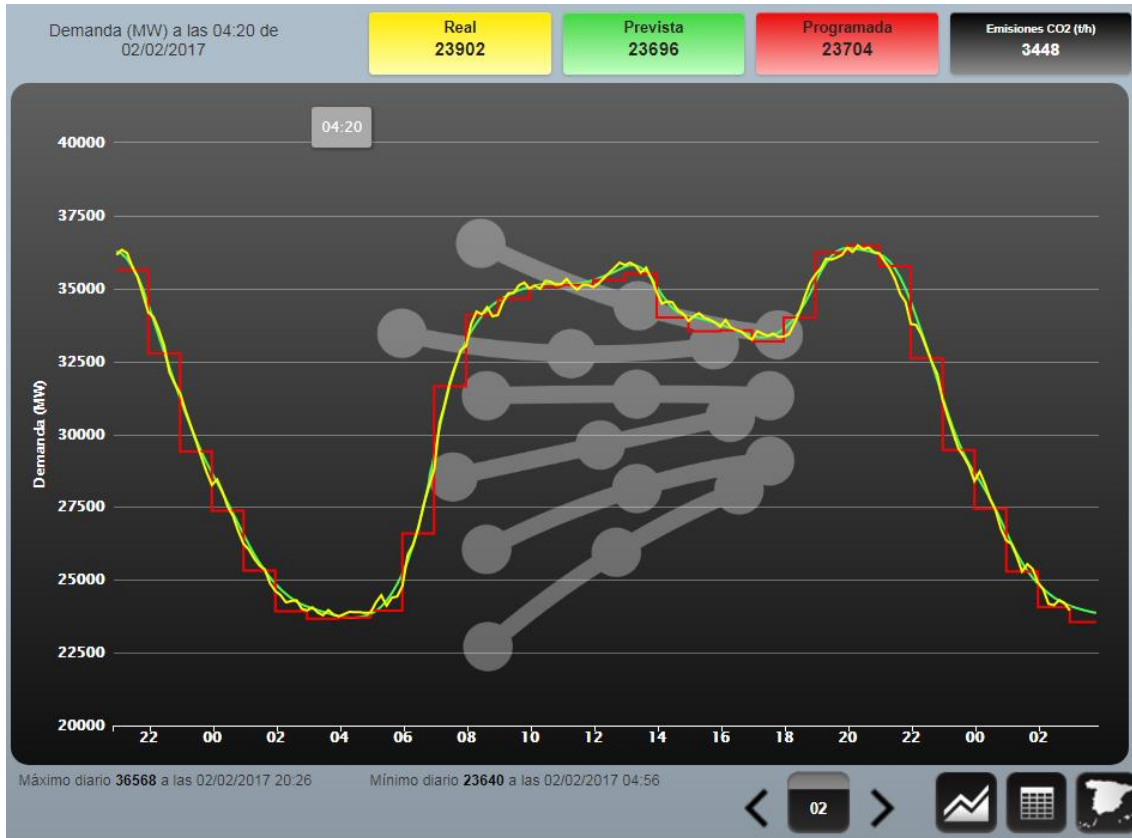 Demanda (MW) a las 04:20 de
02/02/2017
Real
23902
Prevista
23696
Programada
23704
Emisiones CO2 (t/h)
3448
04:20
40000
37500
35000
32500
30000
27500
25000
22500
20000
Demanda (MW)
22 00 02 04 06 08 10 12 14 16 18 20 22 00 02
Máximo diario 36568 a las 02/02/2017 20:26
Mínimo diario 23640 a las 02/02/2017 04:56
02